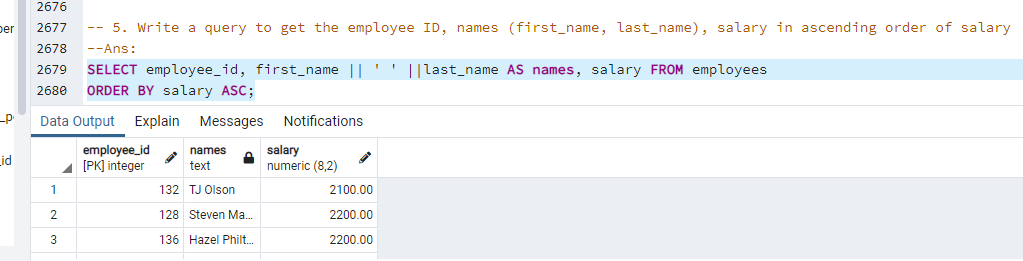 2676
per 2677 -- 5. Write a query to get the employee ID, names (first_name, last_name), salary in ascending order of salary
2678 --Ans:
2679 SELECT employee_id, first_name || ' ' ||last_name AS names, salary FROM employees
2680 ORDER BY salary ASC;
_p
_id
Data Output Explain Messages Notifications
employee_id names salary
[PK] integer text numeric (8,2)
1 132 TJ Olson 2100.00
2 128 Steven Ma... 2200.00
3 136 Hazel Philt... 2200.00